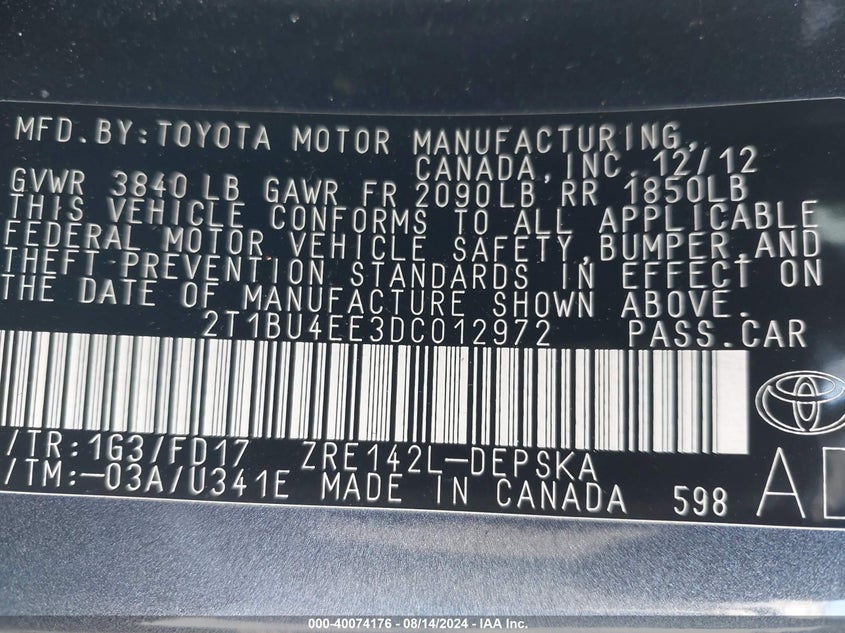 MFD. BY: TOYOTA MOTOR MANUFACTURING,
CANADA, INC. 12/12
GVWR 3840 LB GAWR FR 2090LB RR 1850LB
THIS VEHICLE CONFORMS TO ALL APPLICABLE
FEDERAL MOTOR VEHICLE SAFETY, BUMPER, AND
THEFT PREVENTION STANDARDS IN EFFECT ON
THE DATE OF MANUFACTURE SHOWN ABOVE.
2T1BU4EE3DC012972 PASS.CAR
/TR:1G3/FD17 ZRE142L-DEPSKA
/TM:-03A/U341E MADE IN CANADA 598 A
000-40074176 - 08/14/2024 - IAA Inc.